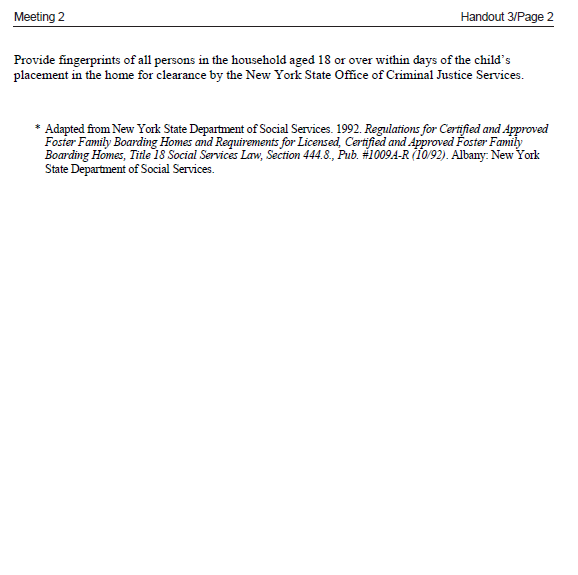 Meeting 2 Handout 3/Page 2
Provide fingerprints of all persons in the household aged 18 or over within days of the child's
placement in the home for clearance by the New York State Office of Criminal Justice Services.
* Adapted from New York State Department of Social Services. 1992. Regulations for Certified and Approved
Foster Family Boarding Homes and Requirements for Licensed, Certified and Approved Foster Family
Boarding Homes, Title 18 Social Services Law, Section 444.8., Pub. #1009A-R (10/92). Albany: New York
State Department of Social Services.